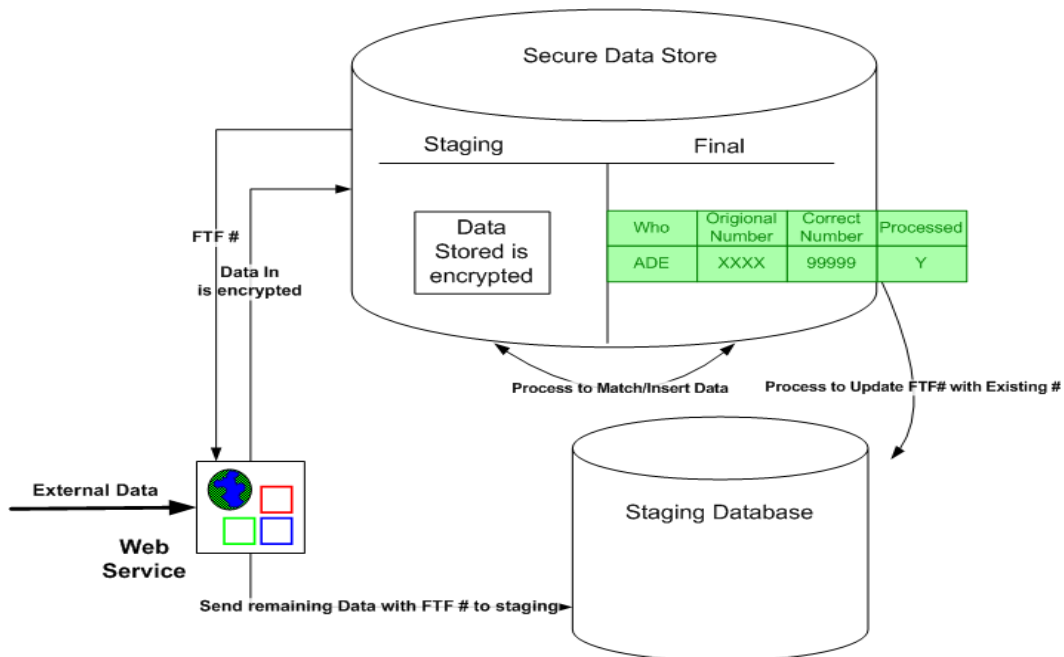 Secure Data Store
Staging
Final
Data
Stored is
encrypted
Who
Origional
Number
Correct
Number
Processed
ADE
XXXX
99999
Y
FTF #
Data In
is encrypted
Process to Match/Insert Data
Process to Update FTF# with Existing #
External Data
Web
Service
Staging Database
Send remaining Data with FTF # to staging